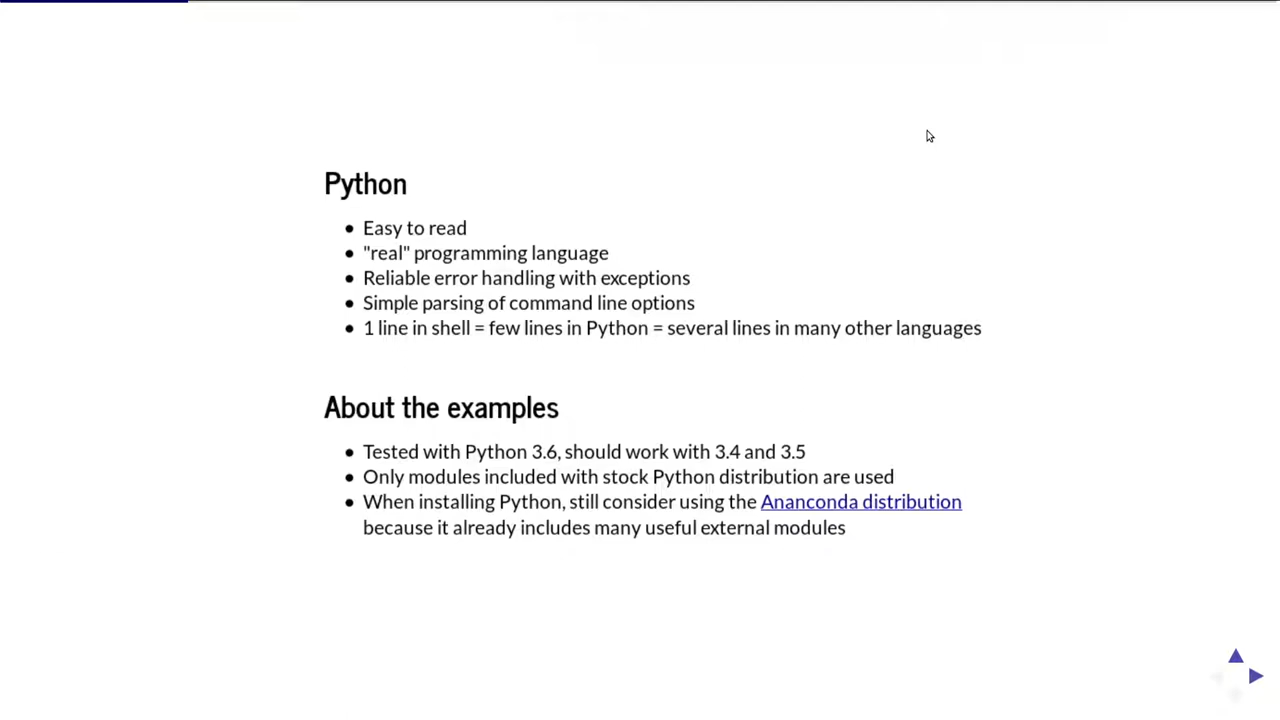 Python
• Easy to read
• "real" programming language
• Reliable error handling with exceptions
• Simple parsing of command line options
• 1 line in shell = few lines in Python = several lines in many other languages
About the examples
• Tested with Python 3.6, should work with 3.4 and 3.5
• Only modules included with stock Python distribution are used
• When installing Python, still consider using the Ananconda distribution
because it already includes many useful external modules